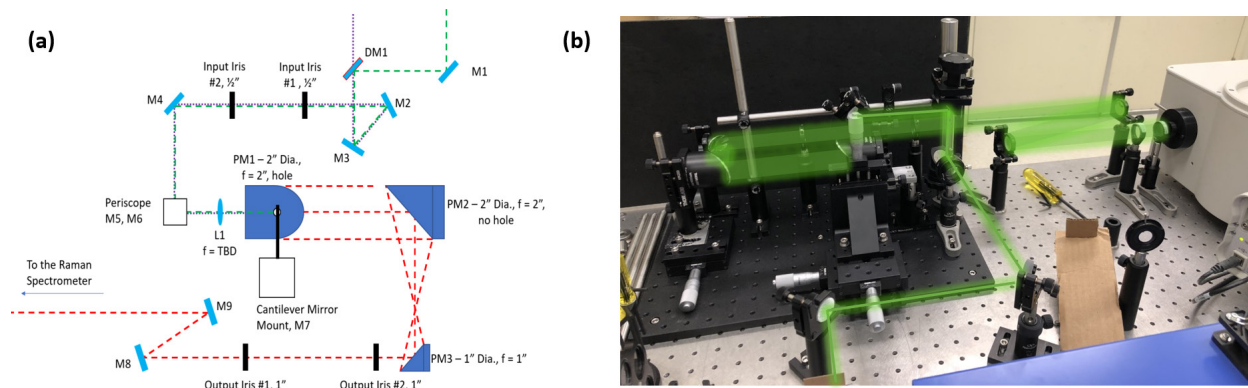 (a)
(b)
DM1
M1
Input Iris
#2, ½”
Input Iris
#1 , ½”
M4
M2
M3
PM1 – 2” Dia.,
f = 2”, hole
Periscope
M5, M6
L1
f = TBD
PM2 – 2” Dia., f = 2”,
no hole
To the Raman
Spectrometer
Cantilever Mirror
Mount, M7
M9
PM3 – 1” Dia., f = 1”
M8
Output Iris #1, 1”
Output Iris #2, 1”